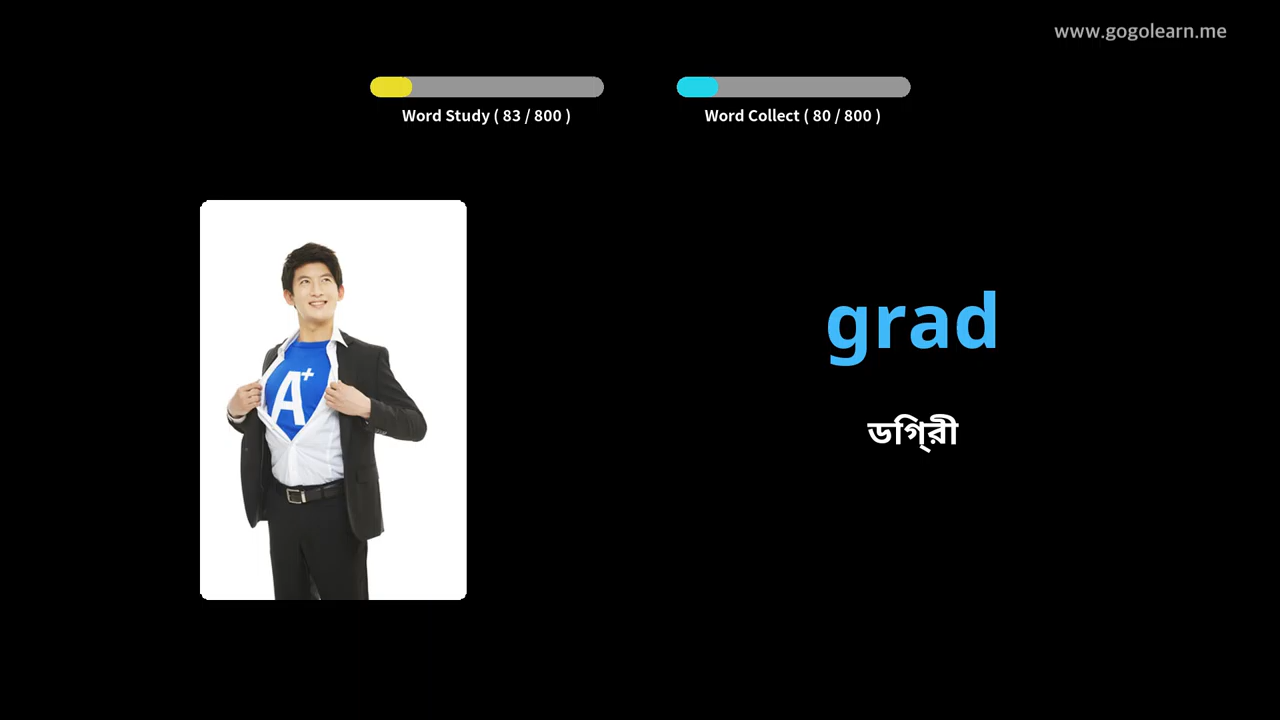 www.gogolearn.me
Word Study ( 83 / 800 )
Word Collect ( 80 / 800 )
A+
grad
ডিগ্রী